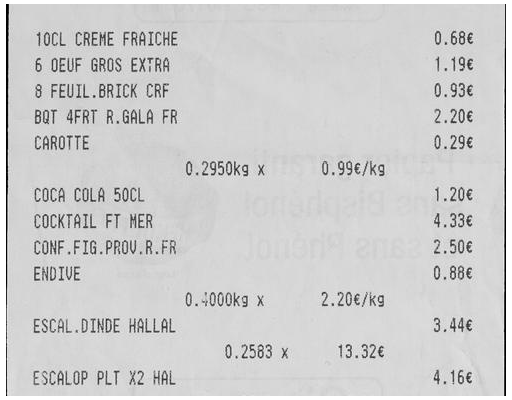 10CL CREME FRAICHE 0.68€
6 OEUF GROS EXTRA 1.19€
8 FEUIL.BRICK CRF 0.93€
BQT 4FRT R.GALA FR 2.20€
CAROTTE 0.29€
0.2950kg x 0.99€/kg
COCA COLA 50CL 1.20€
COCKTAIL FT MER 4.33€
CONF.FIG.PROV.R.FR 2.50€
ENDIVE 0.88€
0.4000kg x 2.20€/kg
ESCAL.DINDE HALLAL 3.44€
0.2583 x 13.32€
ESCALOP PLT X2 HAL 4.16€